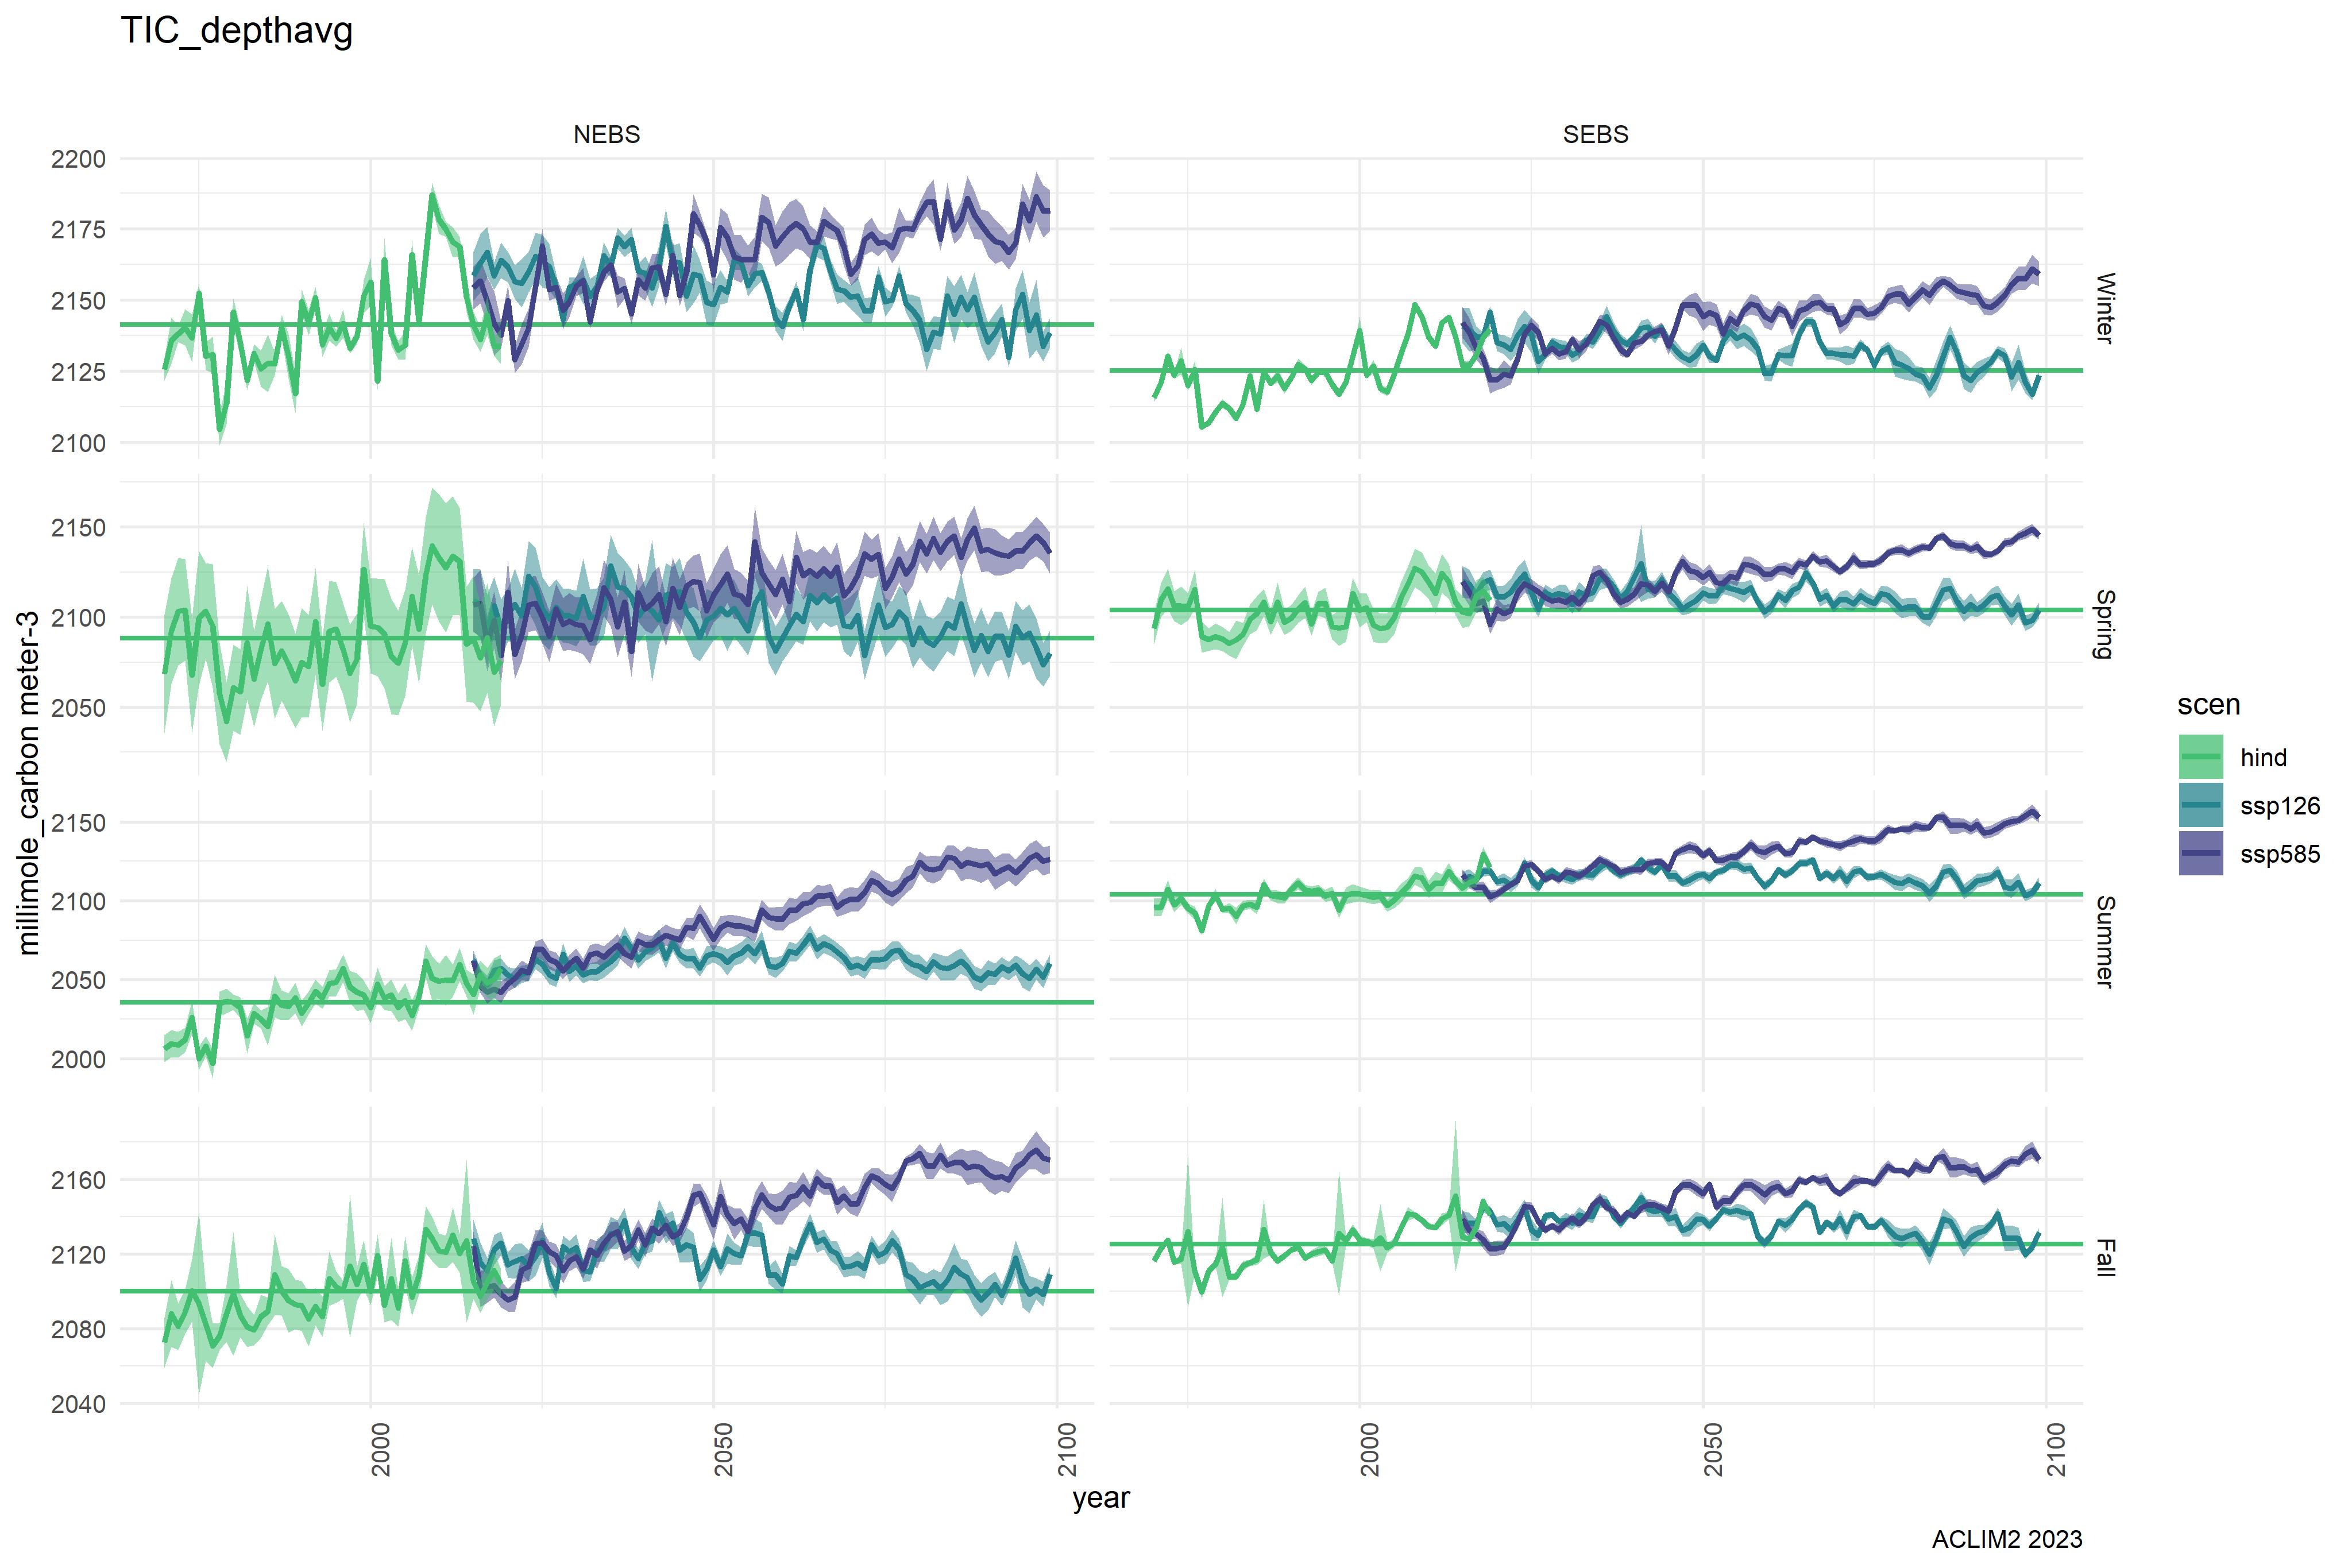 TIC_depthavg
NEBS
SEBS
2200
2175
2150
2125
2100
Winter
2150
2100
2050
Spring
millimole_carbon meter-3
2150
2100
2050
2000
Summer
2160
2120
2080
2040
Fall
2000
2050
2100
2000
2050
2100
year
scen
hind
ssp126
ssp585
ACLIM2 2023